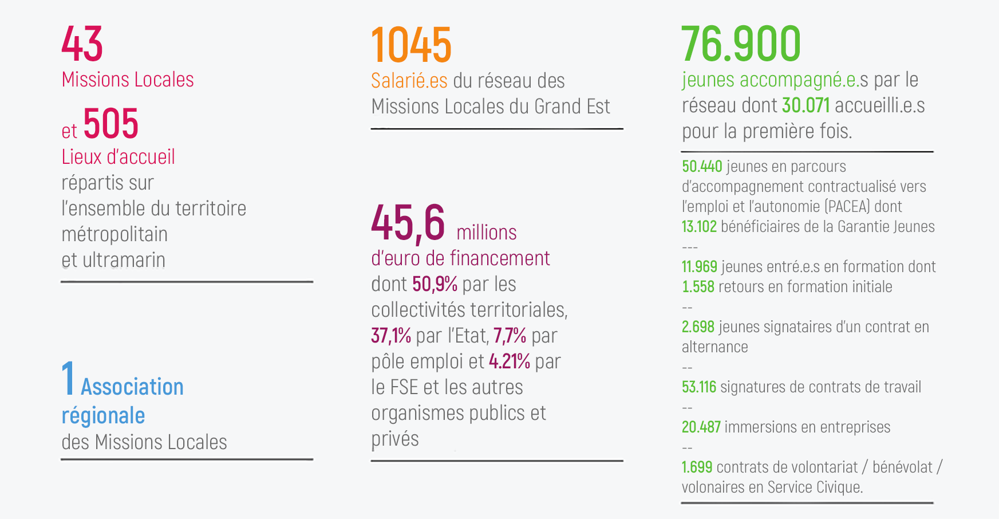 43
Missions Locales
et 505
Lieux d'accueil
répartis sur
l'ensemble du territoire
métropolitain
et ultramarin
1 Association
régionale
des Missions Locales
1045
Salarié.es du réseau des
Missions Locales du Grand Est
45,6 millions
d'euro de financement
dont 50,9% par les
collectivités territoriales,
37,1% par l'Etat, 7,7% par
pôle emploi et 4.21% par
le FSE et les autres
organismes publics et
privés
76.900
jeunes accompagné.e.s par le
réseau dont 30.071 accueilli.e.s
pour la première fois.
50.440 jeunes en parcours
d'accompagnement contractualisé vers
l'emploi et l'autonomie (PACEA) dont
13.102 bénéficiaires de la Garantie Jeunes
---
11.969 jeunes entré.e.s en formation dont
1.558 retours en formation initiale
--
2.698 jeunes signataires d'un contrat en
alternance
--
53.116 signatures de contrats de travail
--
20.487 immersions en entreprises
--
1.699 contrats de volontariat / bénévolat /
volonaires en Service Civique.